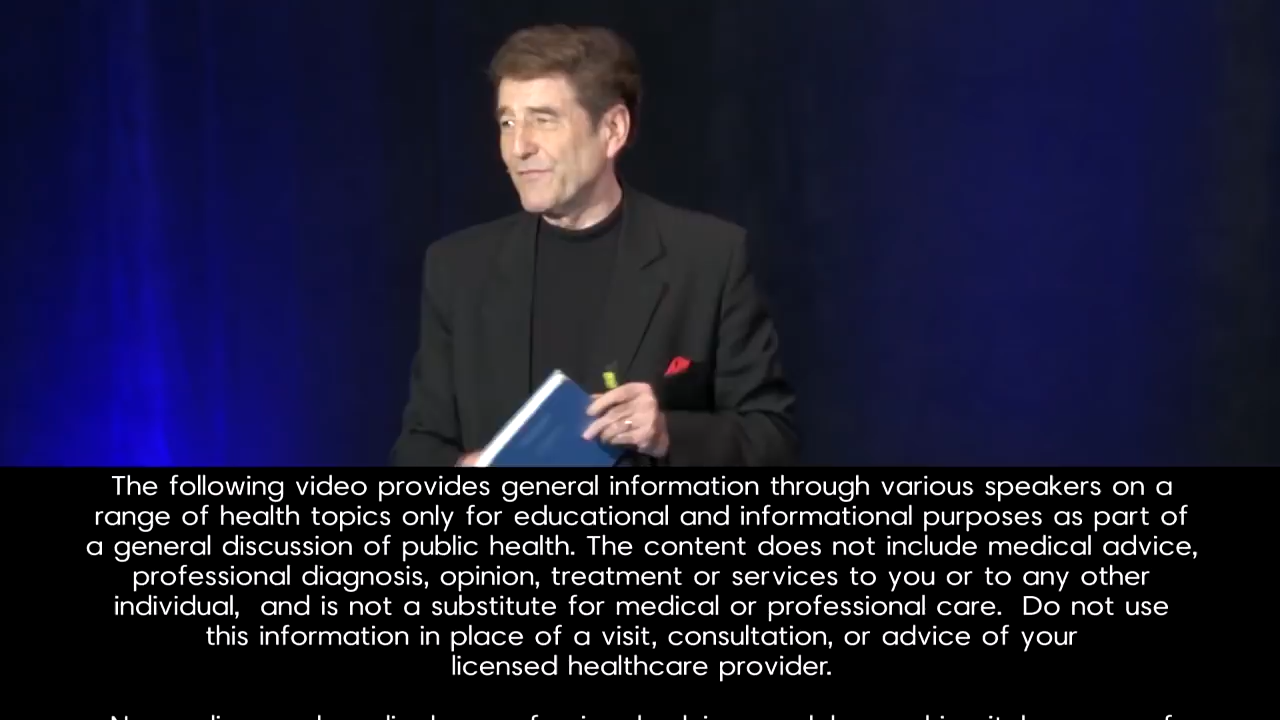 The following video provides general information through various speakers on a
range of health topics only for educational and informational purposes as part of
a general discussion of public health. The content does not include medical advice,
professional diagnosis, opinion, treatment or services to you or to any other
individual, and is not a substitute for medical or professional care. Do not use
this information in place of a visit, consultation, or advice of your
licensed healthcare provider.